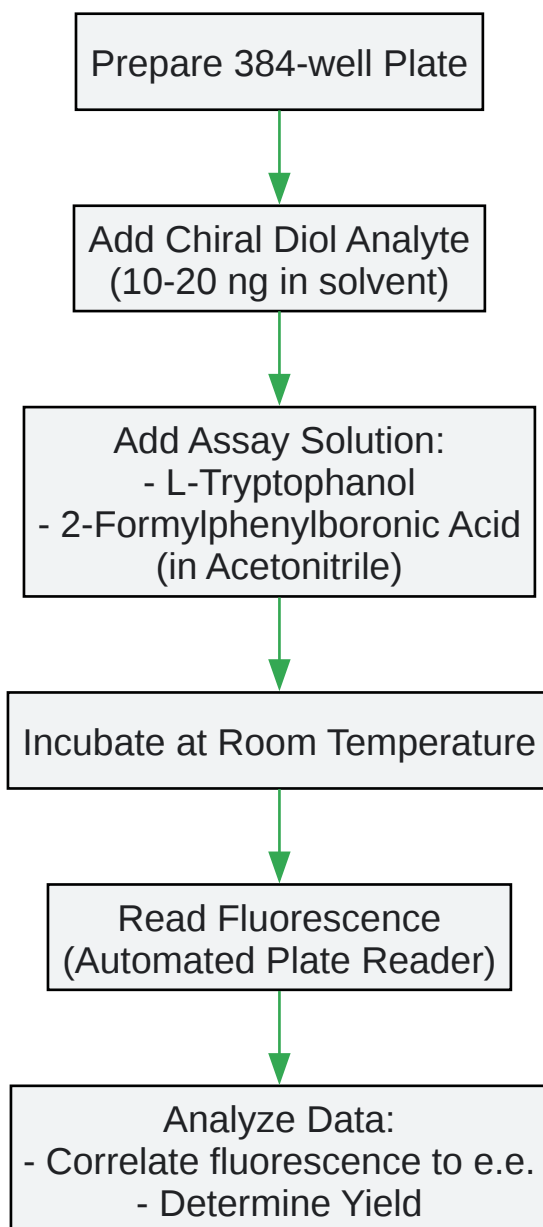 Prepare 384-well Plate
Add Chiral Diol Analyte
(10-20 ng in solvent)
Add Assay Solution:
- L-Tryptophanol
- 2-Formylphenylboronic Acid
(in Acetonitrile)
Incubate at Room Temperature
Read Fluorescence
(Automated Plate Reader)
Analyze Data:
- Correlate fluorescence to e.e.
- Determine Yield